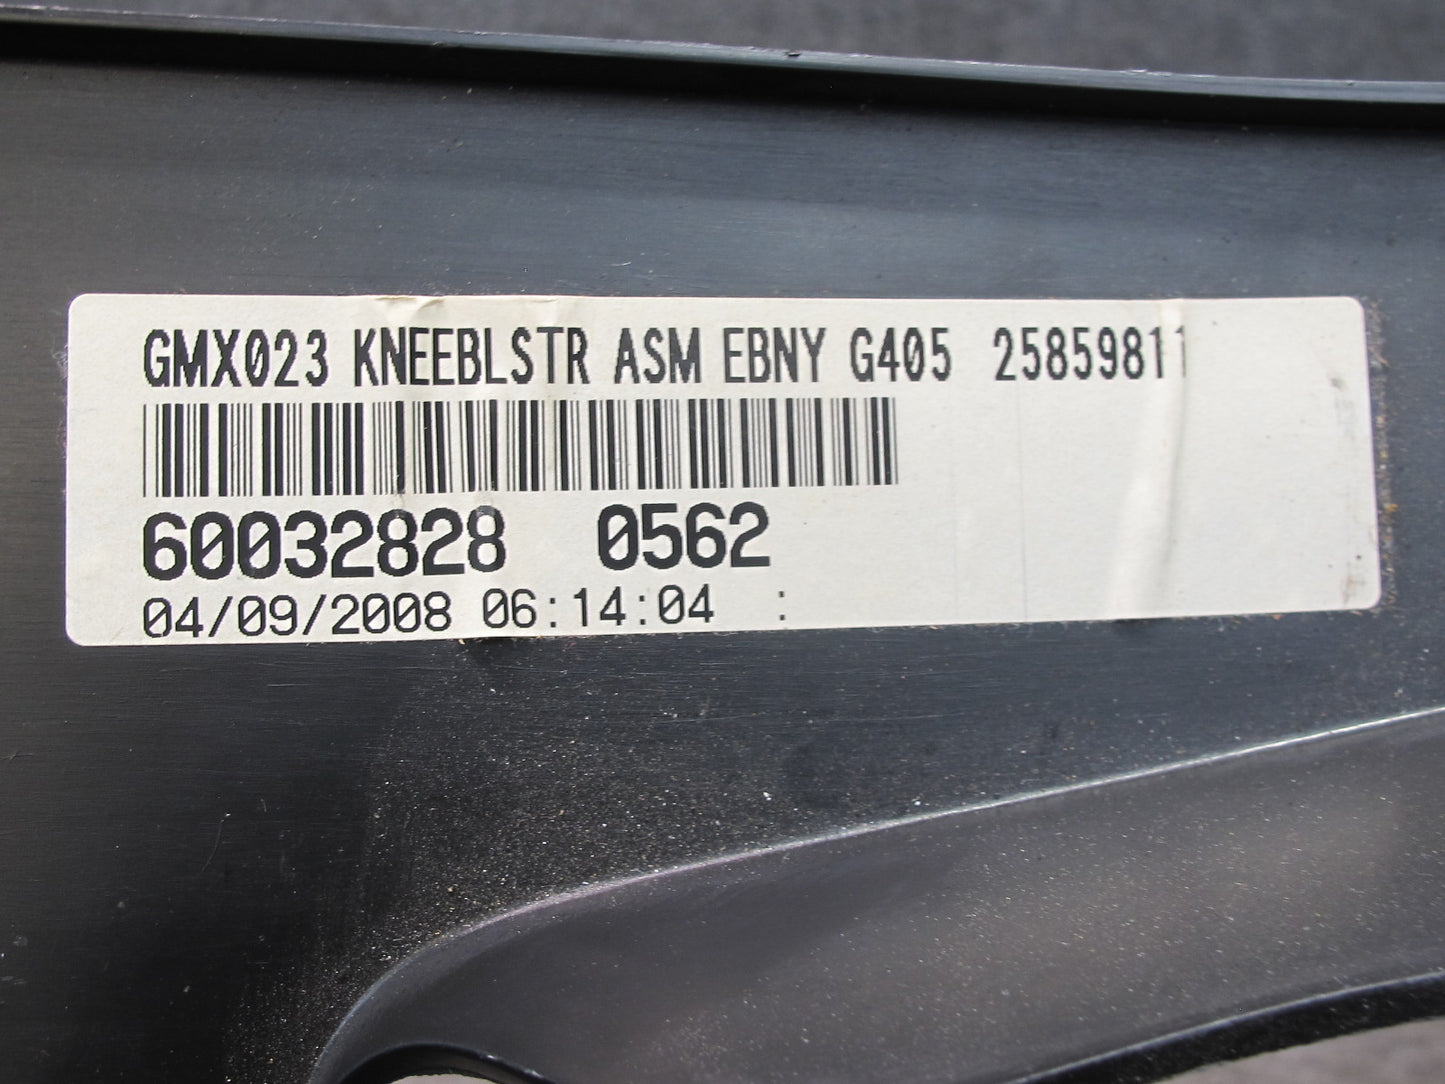 GMX023 KNEEBLSTR ASM EBNY G405 25859811
60032828 0562
04/09/2008 06:14:04 :